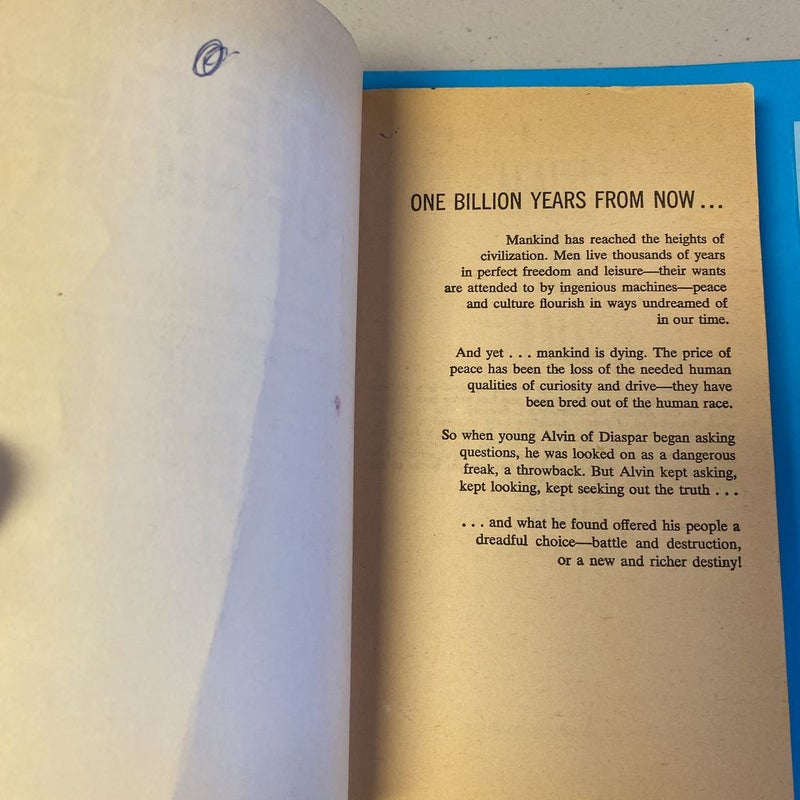 ONE BILLION YEARS FROM NOW ...
Mankind has reached the heights of
civilization. Men live thousands of years
in perfect freedom and leisure—their wants
are attended to by ingenious machines—peace
and culture flourish in ways undreamed of
in our time.
And yet . . . mankind is dying. The price of
peace has been the loss of the needed human
qualities of curiosity and drive—they have
been bred out of the human race.
So when young Alvin of Diaspar began asking
questions, he was looked on as a dangerous
freak, a throwback. But Alvin kept asking,
kept looking, kept seeking out the truth . . .
. . . and what he found offered his people a
dreadful choice—battle and destruction,
or a new and richer destiny!